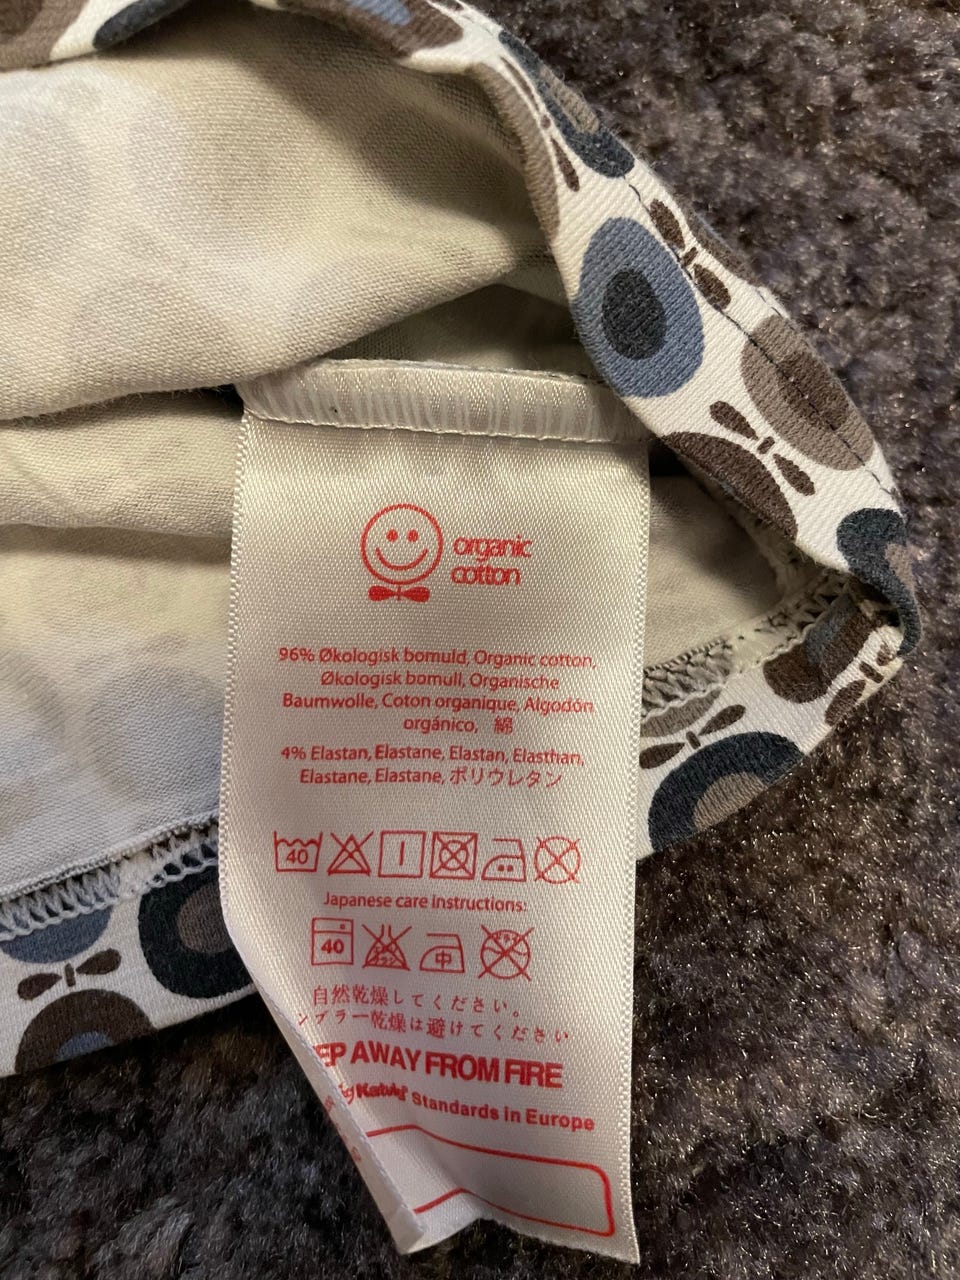 organic
cotton
96% Økologisk bomuld, Organic cotton,
Økologisk bomull, Organische
Baumwolle, Coton organique, Algodón
orgánico, 綿
4% Elastan, Elastane, Elastan, Elasthan,
Elastane, Elastane, ポリウレタン
40
Japanese care instructions:
40
中
自然乾燥してください。
ンブラー乾燥は避けてください
EP AWAY FROM FIRE
Standards in Europe